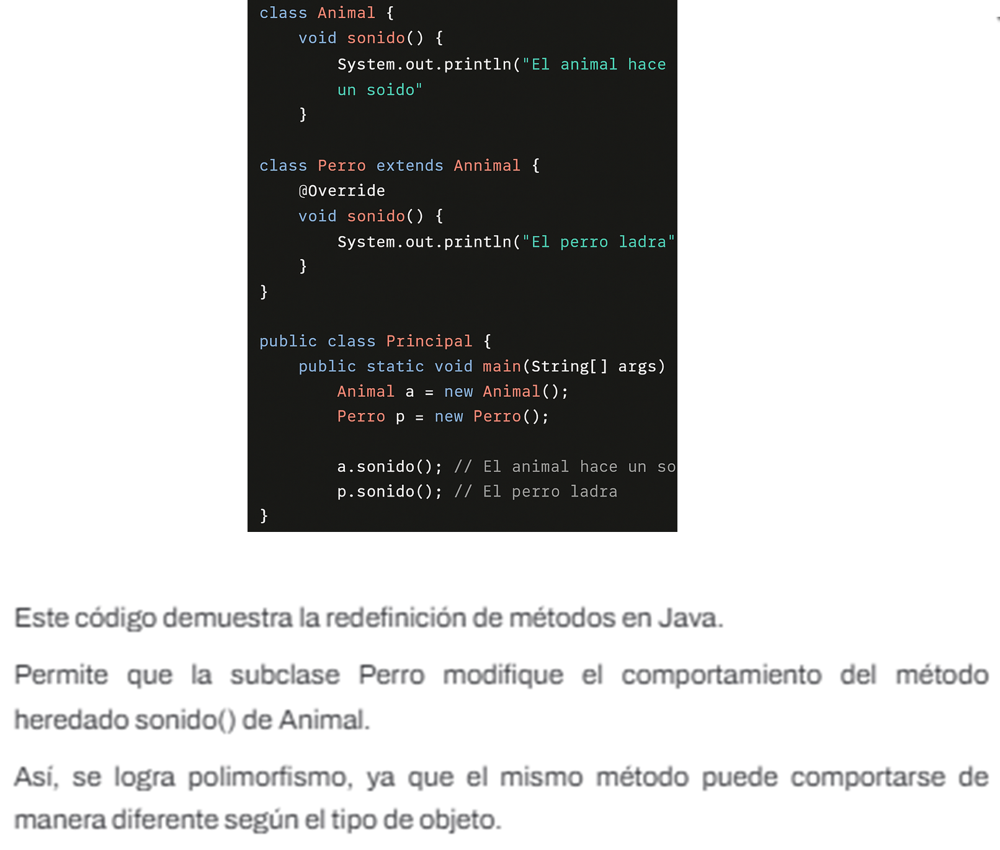 class Animal {
    void sonido() {
        System.out.println("El animal hace
        un soido"
    }

class Perro extends Annimal {
    @Override
    void sonido() {
        System.out.println("El perro ladra"
    }
}

public class Principal {
    public static void main(String[] args)
        Animal a = new Animal();
        Perro p = new Perro();

        a.sonido(); // El animal hace un so
        p.sonido(); // El perro ladra
}

Este código demuestra la redefinición de métodos en Java.
Permite que la subclase Perro modifique el comportamiento del método
heredado sonido() de Animal.
Así, se logra polimorfismo, ya que el mismo método puede comportarse de
manera diferente según el tipo de objeto.